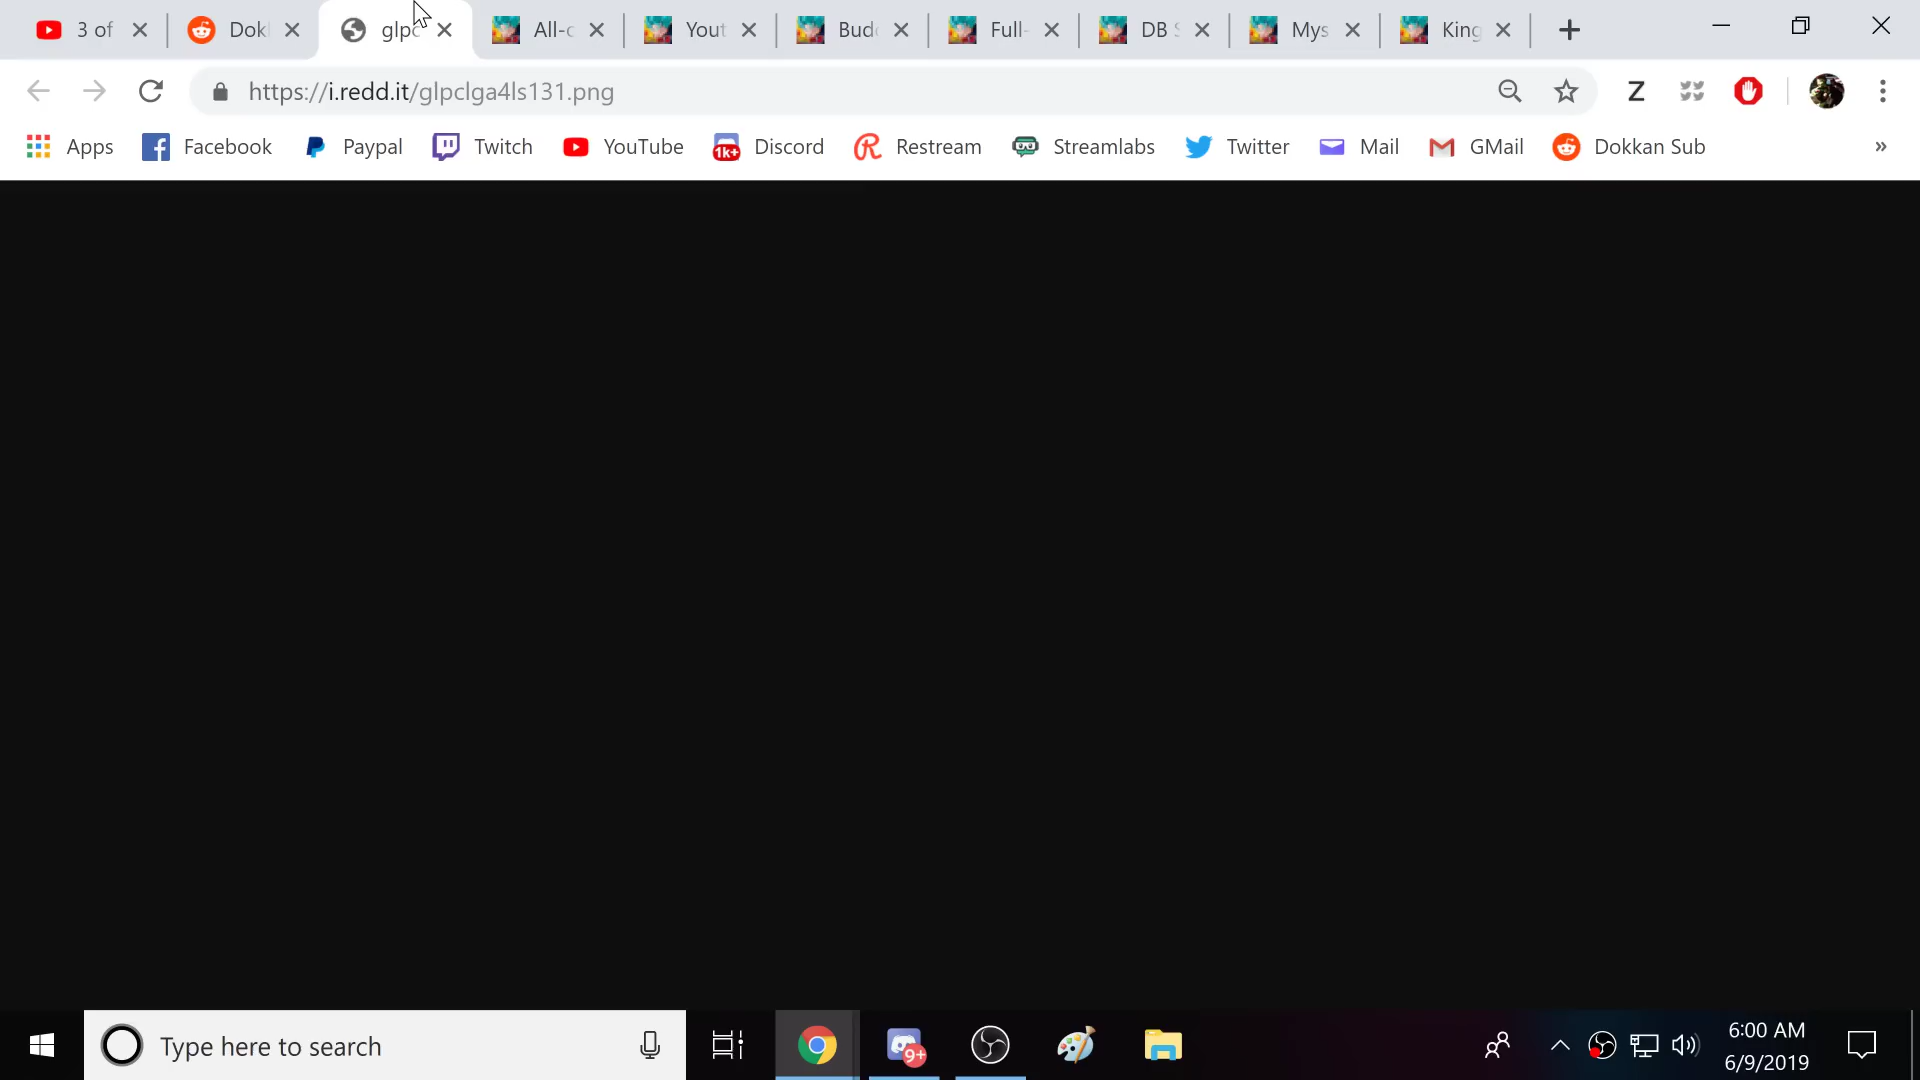 3 of
Dok
glpc
All-c
Yout
Bud
Full-
DB S
Mys
King
https://i.redd.it/glpclga4ls131.png
Z
Apps
Facebook
Paypal
Twitch
YouTube
1k+
Discord
Restream
Streamlabs
Twitter
Mail
GMail
Dokkan Sub
»
Type here to search
9+
6:00 AM
6/9/2019